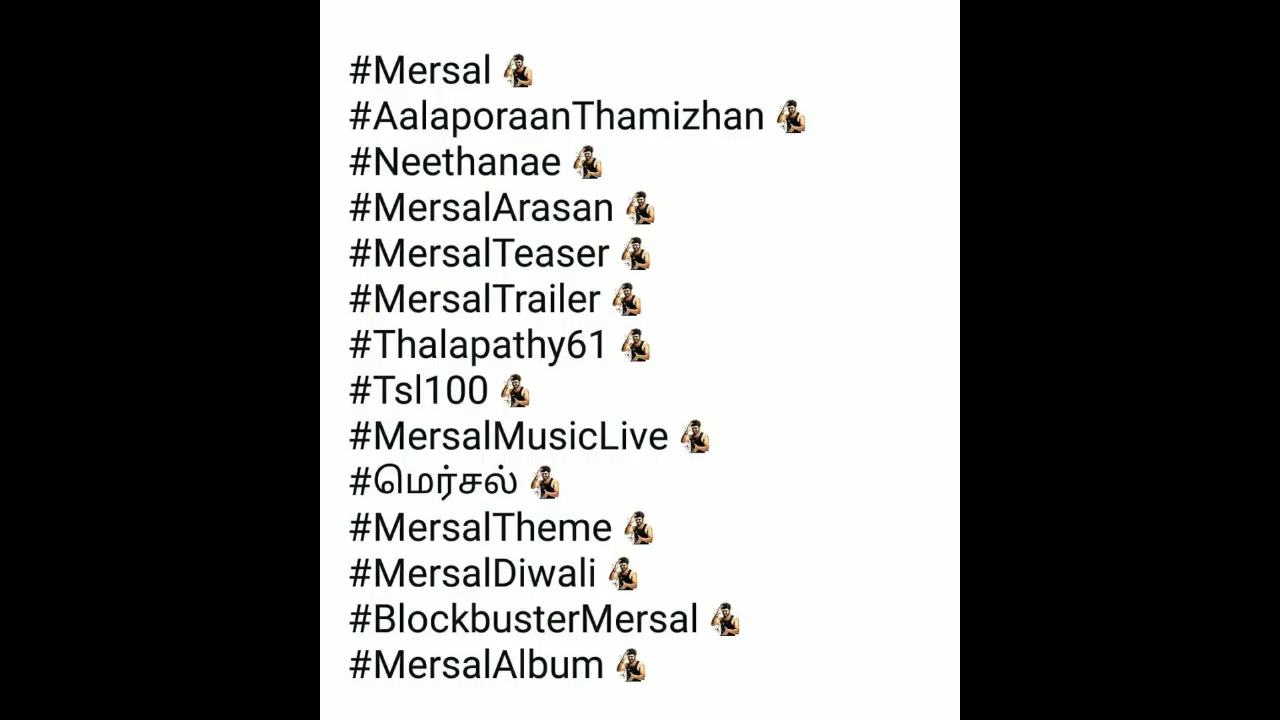 #Mersal
#AalaporaanThamizhan
#Neethanae
#MersalArasan
#MersalTeaser
#MersalTrailer
#Thalapathy61
#Tsl100
#MersalMusicLive
#மெர்சல்
#MersalTheme
#MersalDiwali
#BlockbusterMersal
#MersalAlbum